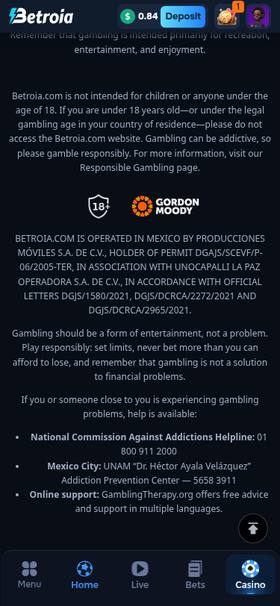 Betroia
$ 0.84 Deposit
1
Remember that gambling is intended primarily for recreation,
entertainment, and enjoyment.
Betroia.com is not intended for children or anyone under the
age of 18. If you are under 18 years old—or under the legal
gambling age in your country of residence—please do not
access the Betroia.com website. Gambling can be addictive, so
please gamble responsibly. For more information, visit our
Responsible Gambling page.
18+ GORDON
MOODY
BETROIA.COM IS OPERATED IN MEXICO BY PRODUCCIONES
MÓVILES S.A. DE C.V., HOLDER OF PERMIT DGAJS/SCEVF/P-
06/2005-TER, IN ASSOCIATION WITH UNOCAPALLI LA PAZ
OPERADORA S.A. DE C.V., IN ACCORDANCE WITH OFFICIAL
LETTERS DGJS/1580/2021, DGJS/DCRCA/2272/2021 AND
DGJS/DCRCA/2965/2021.
Gambling should be a form of entertainment, not a problem.
Play responsibly: set limits, never bet more than you can
afford to lose, and remember that gambling is not a solution
to financial problems.
If you or someone close to you is experiencing gambling
problems, help is available:
• National Commission Against Addictions Helpline: 01
800 911 2000
• Mexico City: UNAM “Dr. Héctor Ayala Velázquez”
Addiction Prevention Center — 5658 3911
• Online support: GamblingTherapy.org offers free advice
and support in multiple languages.
Menu Home Live Bets Casino